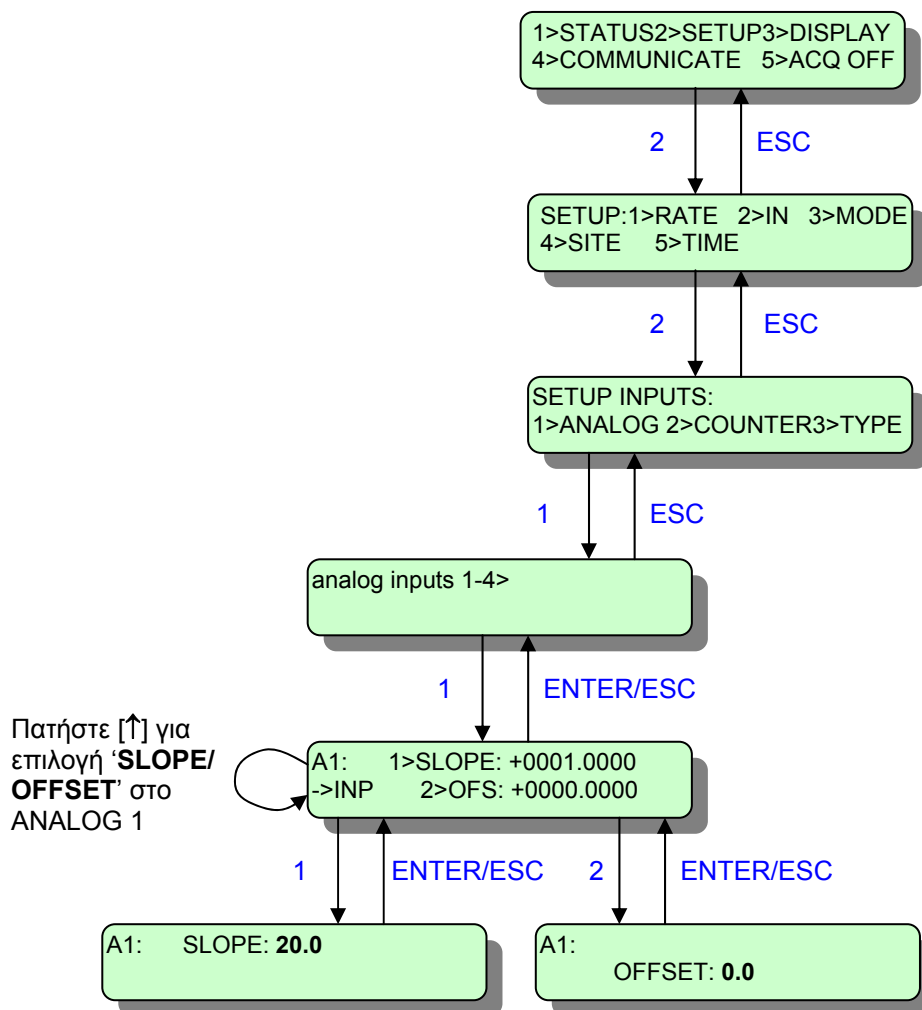 1>STATUS2>SETUP3>DISPLAY
4>COMMUNICATE 5>ACQ OFF
2 ESC
SETUP:1>RATE 2>IN 3>MODE
4>SITE 5>TIME
2 ESC
SETUP INPUTS:
1>ANALOG 2>COUNTER3>TYPE
1 ESC
analog inputs 1-4>
1 ENTER/ESC
Πατήστε [↑] για
επιλογή ‘SLOPE/
OFFSET’ στο
ANALOG 1
A1: 1>SLOPE: +0001.0000
->INP 2>OFS: +0000.0000
1 ENTER/ESC 2 ENTER/ESC
A1: SLOPE: 20.0
A1:
OFFSET: 0.0